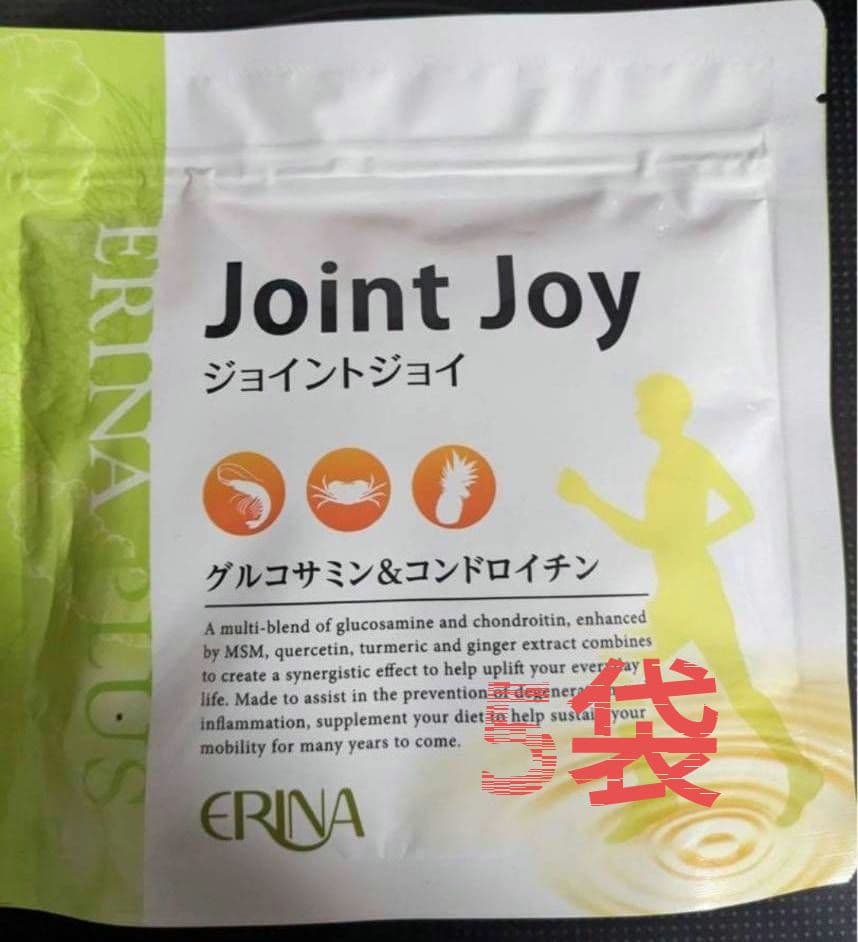 ERINA PLUS
Joint Joy
ジョイントジョイ
グルコサミン&コンドロイチン
A multi-blend of glucosamine and chondroitin, enhanced
by MSM, quercetin, turmeric and ginger extract combines
to create a synergistic effect to help uplift your everyday
life. Made to assist in the prevention of
inflammation, supplement your diet to help sustain your
mobility for many years to come.
5袋
ERINA